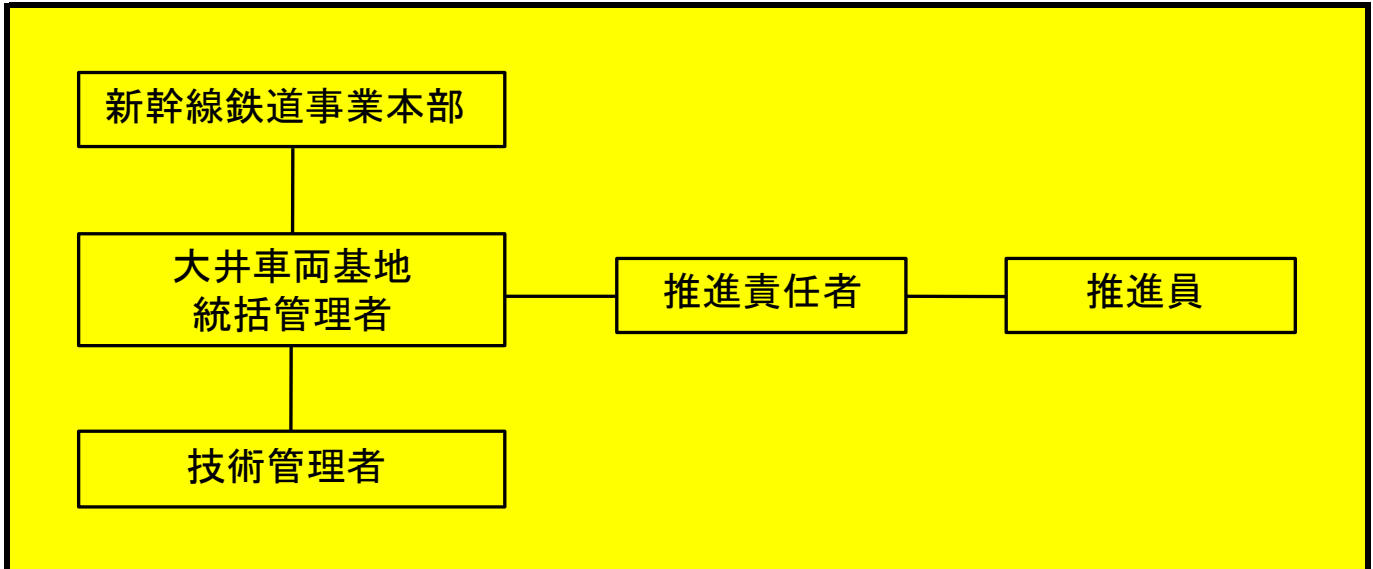 新幹線鉄道事業本部
大井車両基地
統括管理者
推進責任者
推進員
技術管理者